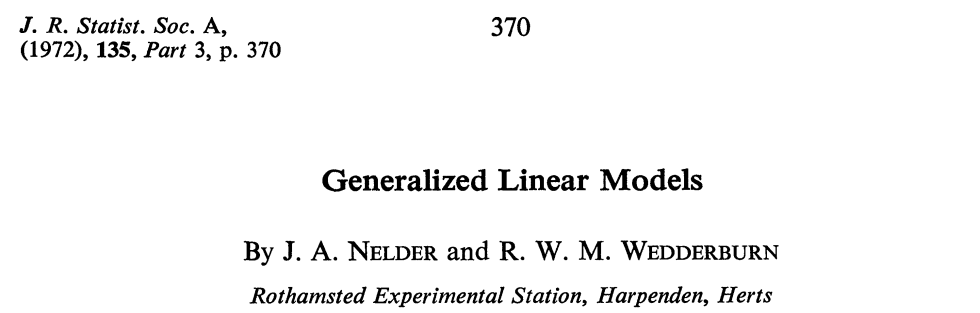 J. R. Statist. Soc. A,
370
(1972), 135, Part 3, p. 370
Generalized Linear Models
By J. A. NELDER and R. W. M. WEDDERBURN
Rothamsted Experimental Station, Harpenden, Herts